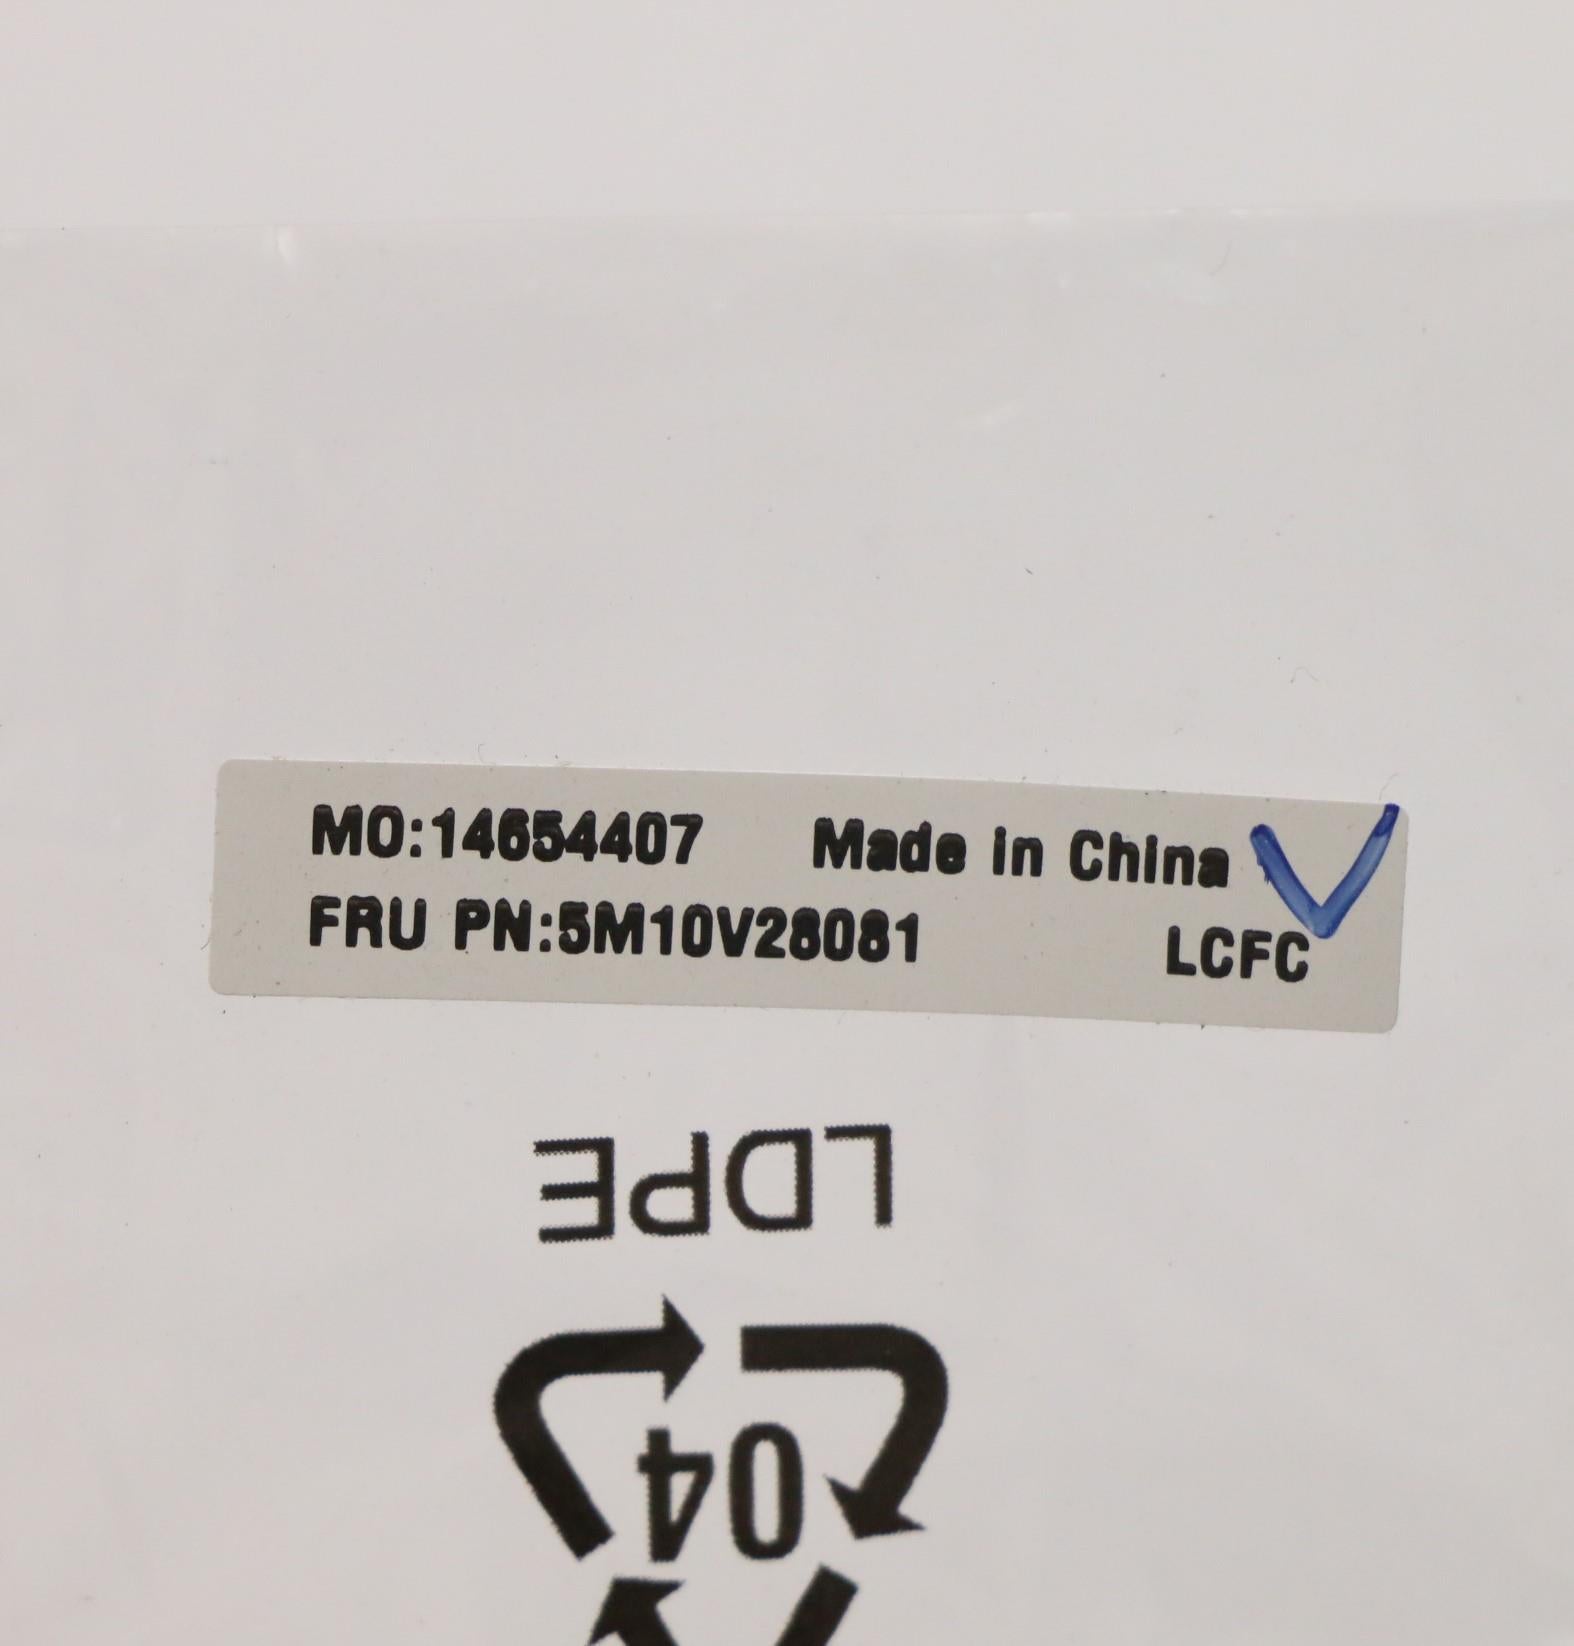 MO:14654407 Made in China
FRU PN:5M10V28081 LCFC
LDPE
04